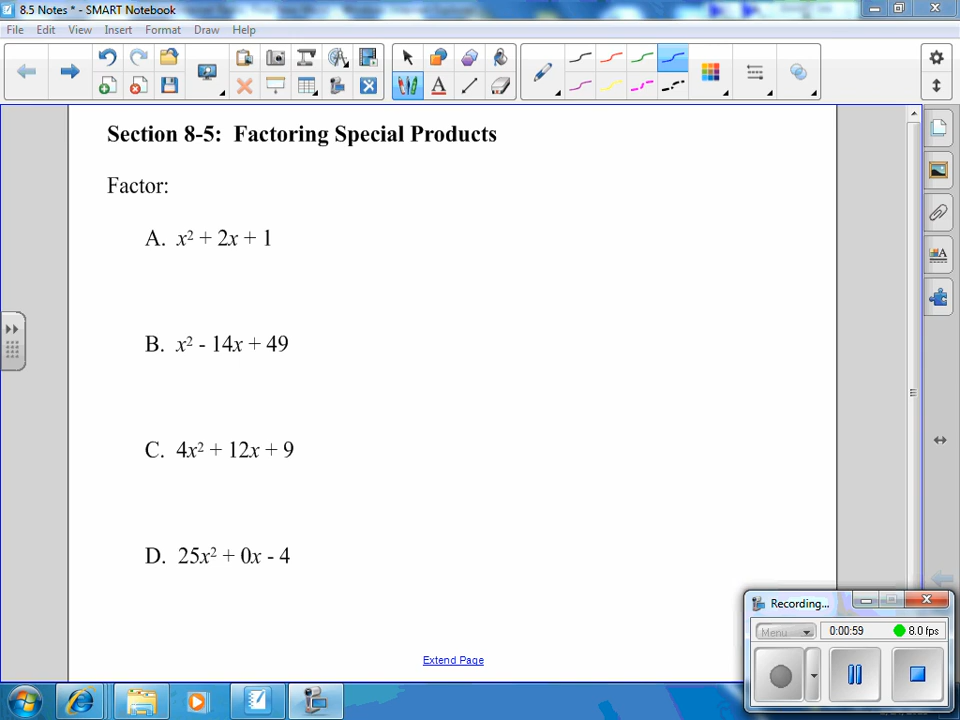 8.5 Notes * - SMART Notebook
File Edit View Insert Format Draw Help
Section 8-5: Factoring Special Products
Factor:
A. x² + 2x + 1
B. x² - 14x + 49
C. 4x² + 12x + 9
D. 25x² + 0x - 4
Extend Page
Recording...
Menu 0:00:59 8.0 fps